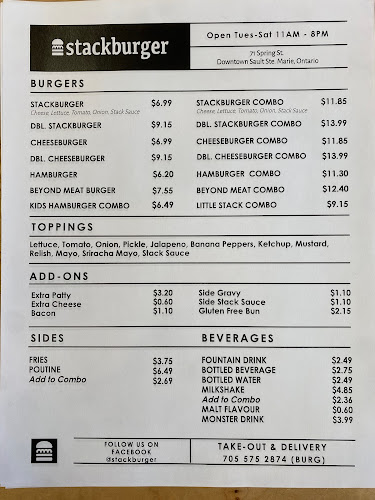 stackburger
Open Tues-Sat 11AM - 8PM
71 Spring St.
Downtown Sault Ste. Marie, Ontario
BURGERS
STACKBURGER $6.99
Cheese, Lettuce, Tomato, Onion, Stack Sauce
DBL. STACKBURGER $9.15
CHEESEBURGER $6.99
DBL. CHEESEBURGER $9.15
HAMBURGER $6.20
BEYOND MEAT BURGER $7.55
KIDS HAMBURGER COMBO $6.49
STACKBURGER COMBO $11.85
Cheese, Lettuce, Tomato, Onion, Stack Sauce
DBL. STACKBURGER COMBO $13.99
CHEESEBURGER COMBO $11.85
DBL. CHEESEBURGER COMBO $13.99
HAMBURGER COMBO $11.30
BEYOND MEAT COMBO $12.40
LITTLE STACK COMBO $9.15
TOPPINGS
Lettuce, Tomato, Onion, Pickle, Jalapeno, Banana Peppers, Ketchup, Mustard,
Relish, Mayo, Sriracha Mayo, Stack Sauce
ADD-ONS
Extra Patty $3.20
Extra Cheese $0.60
Bacon $1.10
Side Gravy $1.10
Side Stack Sauce $1.10
Gluten Free Bun $2.15
SIDES
FRIES $3.75
POUTINE $6.49
Add to Combo $2.69
BEVERAGES
FOUNTAIN DRINK $2.49
BOTTLED BEVERAGE $2.75
BOTTLED WATER $2.49
MILKSHAKE $4.85
Add to Combo $2.36
MALT FLAVOUR $0.60
MONSTER DRINK $3.99
FOLLOW US ON
FACEBOOK
@stackburger
TAKE-OUT & DELIVERY
705 575 2874 (BURG)